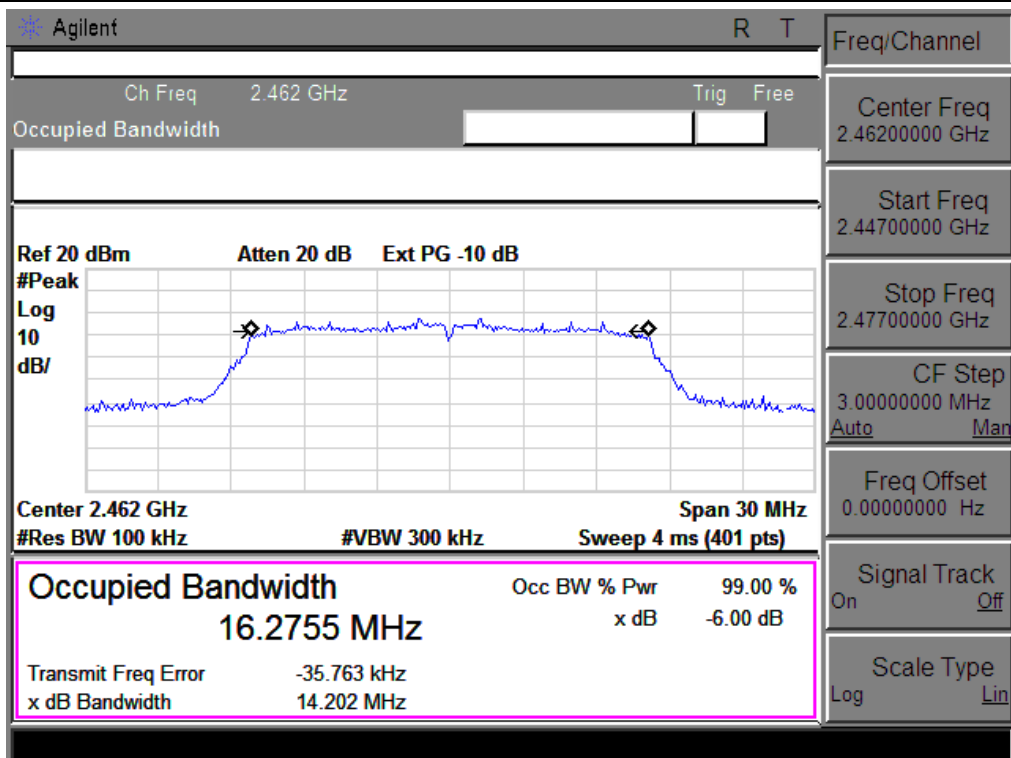 Agilent R T
Ch Freq 2.462 GHz Trig Free
Occupied Bandwidth
Ref 20 dBm Atten 20 dB Ext PG -10 dB
#Peak
Log
10
dB/
Center 2.462 GHz Span 30 MHz
#Res BW 100 kHz #VBW 300 kHz Sweep 4 ms (401 pts)
Occupied Bandwidth Occ BW % Pwr 99.00 %
16.2755 MHz x dB -6.00 dB
Transmit Freq Error -35.763 kHz
x dB Bandwidth 14.202 MHz
Freq/Channel
Center Freq
2.46200000 GHz
Start Freq
2.44700000 GHz
Stop Freq
2.47700000 GHz
CF Step
3.00000000 MHz
Auto Man
Freq Offset
0.00000000 Hz
Signal Track
On Off
Scale Type
Log Lin